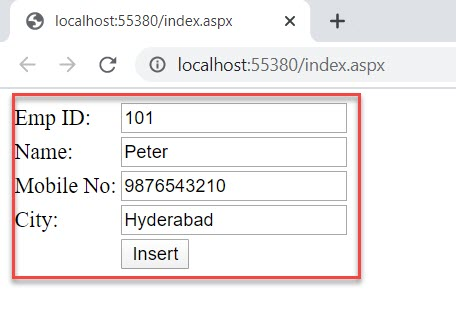 localhost:55380/index.aspx
localhost:55380/index.aspx
Emp ID: 101
Name: Peter
Mobile No: 9876543210
City: Hyderabad
Insert